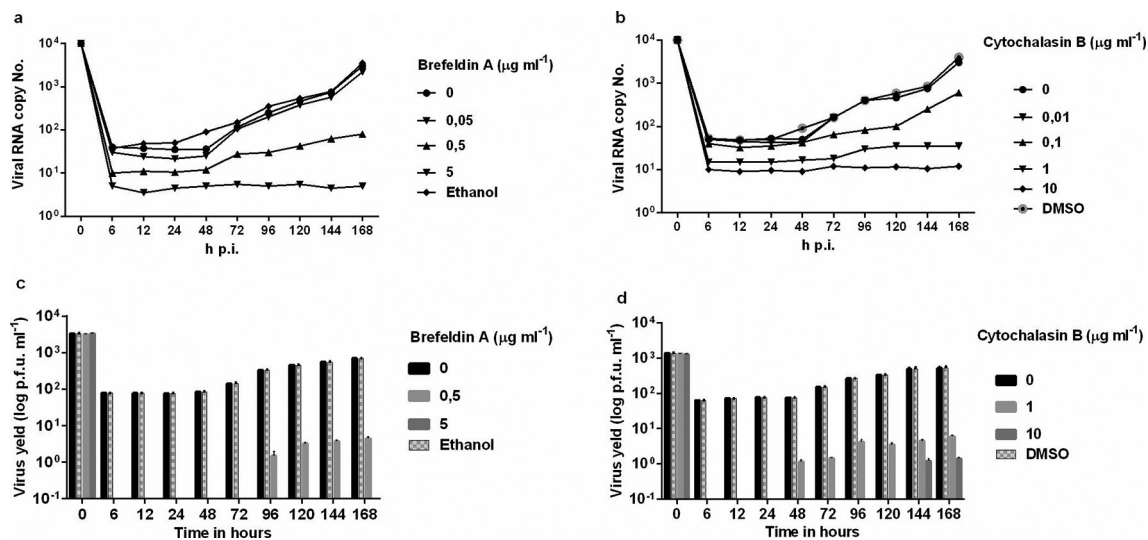 a
Viral RNA copy No.
10⁴
10³
10²
10¹
10⁰
0 6 12 24 48 72 96 120 144 168
h p.i.
Brefeldin A (µg ml⁻¹)
0
0,05
0,5
5
Ethanol
b
Viral RNA copy No.
10⁴
10³
10²
10¹
10⁰
0 6 12 24 48 72 96 120 144 168
h p.i.
Cytochalasin B (µg ml⁻¹)
0
0,01
0,1
1
10
DMSO
c
Virus yeld (log p.f.u. ml⁻¹)
10⁴
10³
10²
10¹
10⁰
10⁻¹
0 6 12 24 48 72 96 120 144 168
Time in hours
Brefeldin A (µg ml⁻¹)
0
0,5
5
Ethanol
d
Virus yeld (log p.f.u. ml⁻¹)
10⁴
10³
10²
10¹
10⁰
10⁻¹
0 6 12 24 48 72 96 120 144 168
Time in hours
Cytochalasin B (µg ml⁻¹)
0
1
10
DMSO